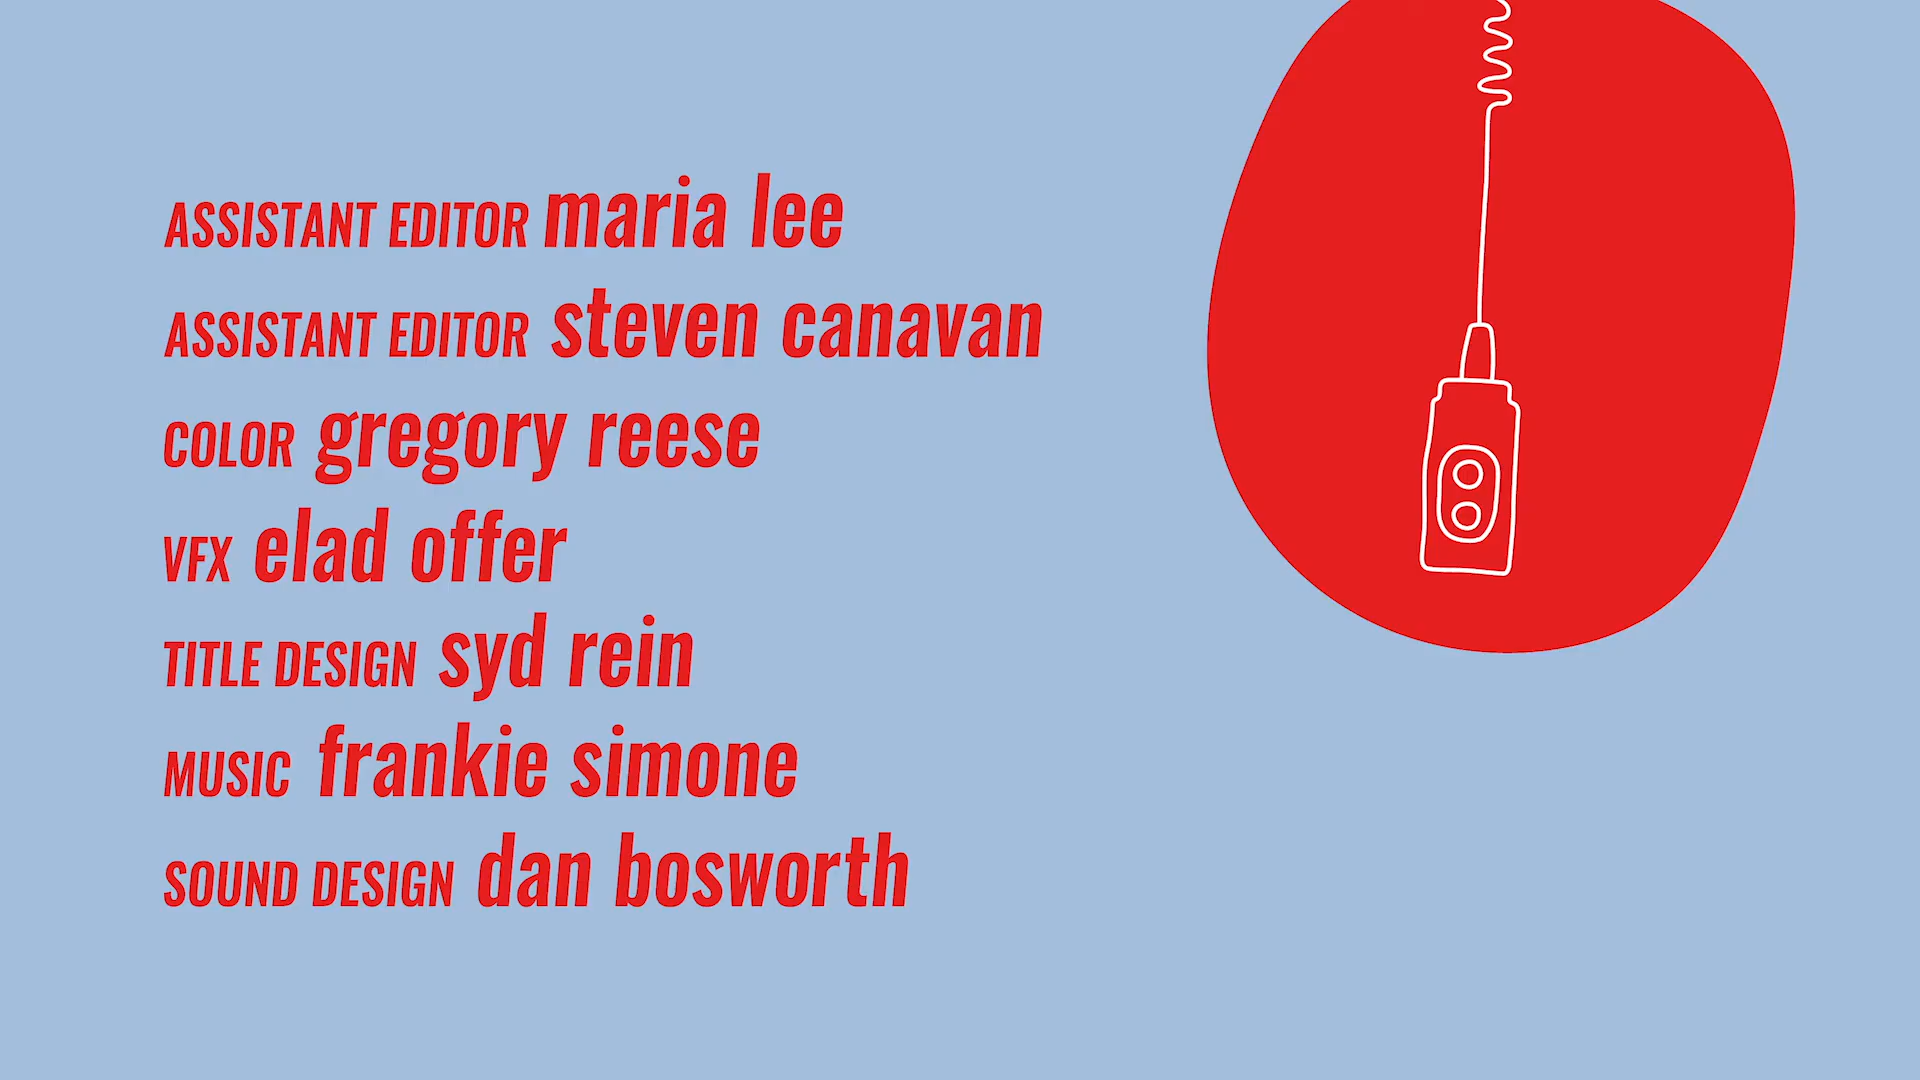 ASSISTANT EDITOR maria lee
ASSISTANT EDITOR steven canavan
COLOR gregory reese
VFX elad offer
TITLE DESIGN syd rein
MUSIC frankie simone
SOUND DESIGN dan bosworth